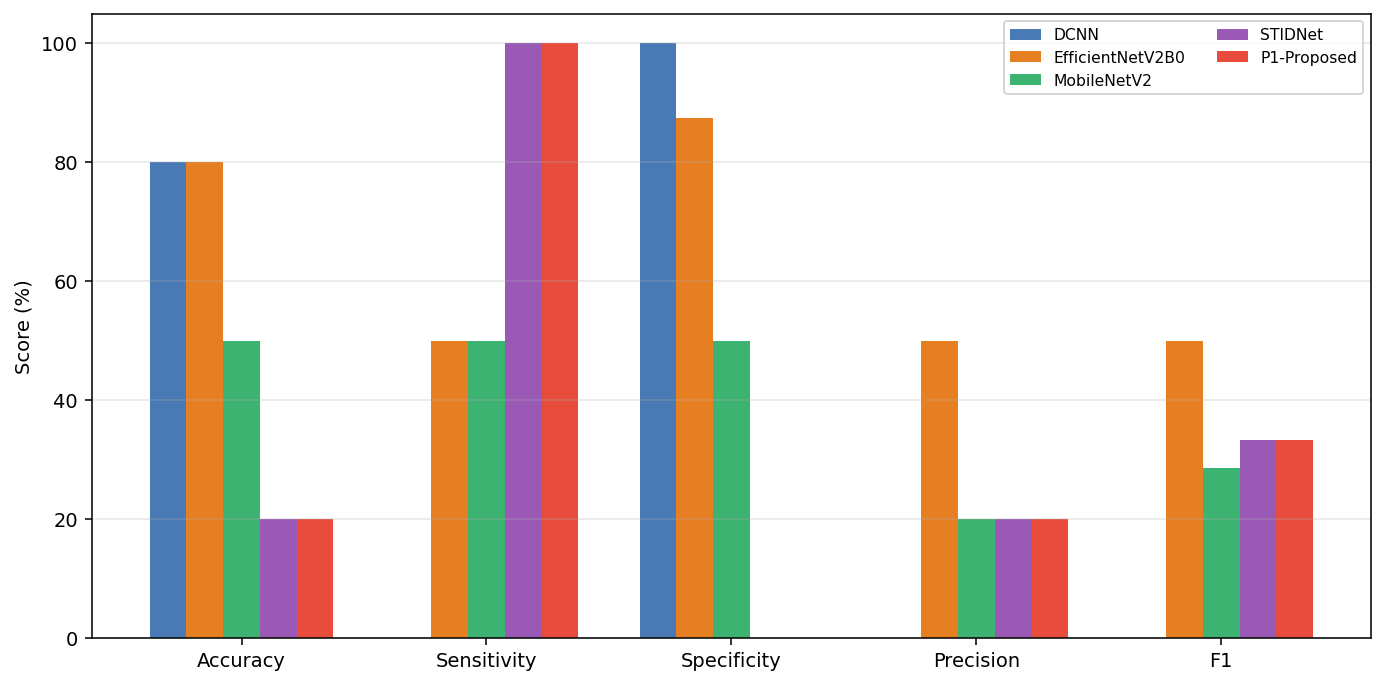 DCNN
EfficientNetV2B0
MobileNetV2
STIDNet
P1-Proposed
100
80
60
40
20
0
Score (%)
Accuracy
Sensitivity
Specificity
Precision
F1